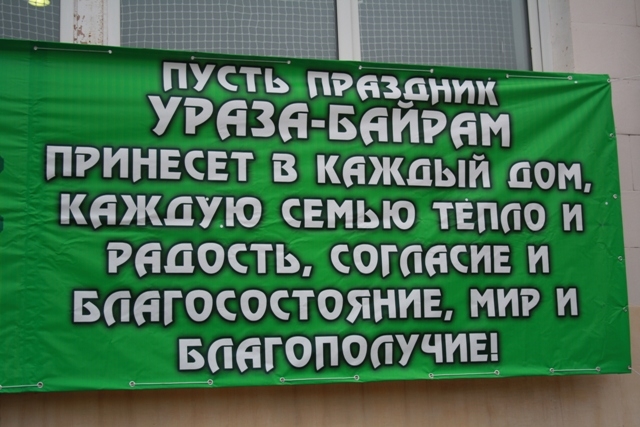 ПУСТЬ ПРАЗДНИК
УРАЗА-БАЙРАМ
ПРИНЕСЕТ В КАЖДЫЙ ДОМ,
КАЖДУЮ СЕМЬЮ ТЕПЛО И
РАДОСТЬ, СОГЛАСИЕ И
БЛАГОСОСТОЯНИЕ, МИР И
БЛАГОПОЛУЧИЕ!